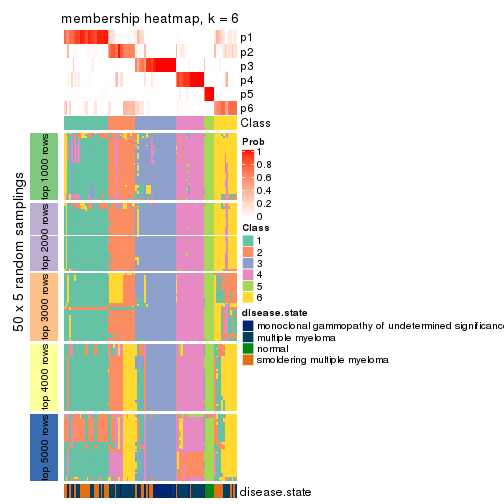 membership heatmap, k = 6
p1
p2
p3
p4
p5
p6
Class
50 x 5 random samplings
top 1000 rows
top 2000 rows
top 3000 rows
top 4000 rows
top 5000 rows
Prob
1
0.8
0.6
0.4
0.2
0
Class
1
2
3
4
5
6
disease.state
monoclonal gammopathy of undetermined significance
multiple myeloma
normal
smoldering multiple myeloma
disease.state